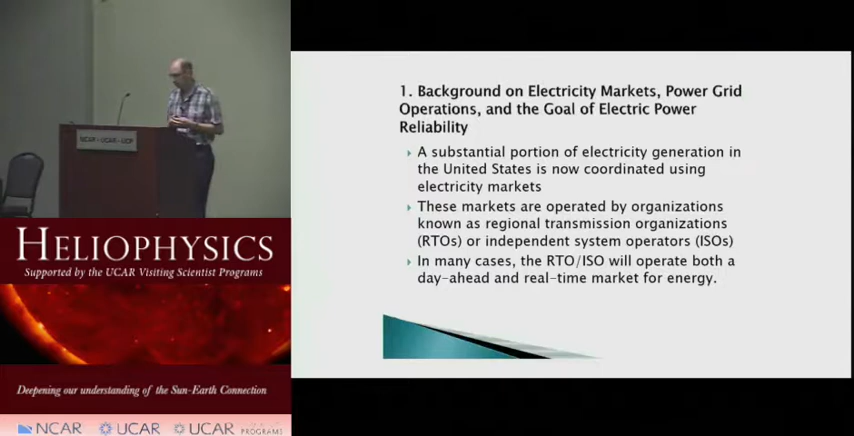 NCAR - UCAR - UCP
HELIOPHYSICS
Supported by the UCAR Visiting Scientist Programs
Deepening our understanding of the Sun-Earth Connection
NCAR UCAR UCAR PROGRAMS
1. Background on Electricity Markets, Power Grid
Operations, and the Goal of Electric Power
Reliability
A substantial portion of electricity generation in
the United States is now coordinated using
electricity markets
These markets are operated by organizations
known as regional transmission organizations
(RTOs) or independent system operators (ISOs)
In many cases, the RTO/ISO will operate both a
day-ahead and real-time market for energy.